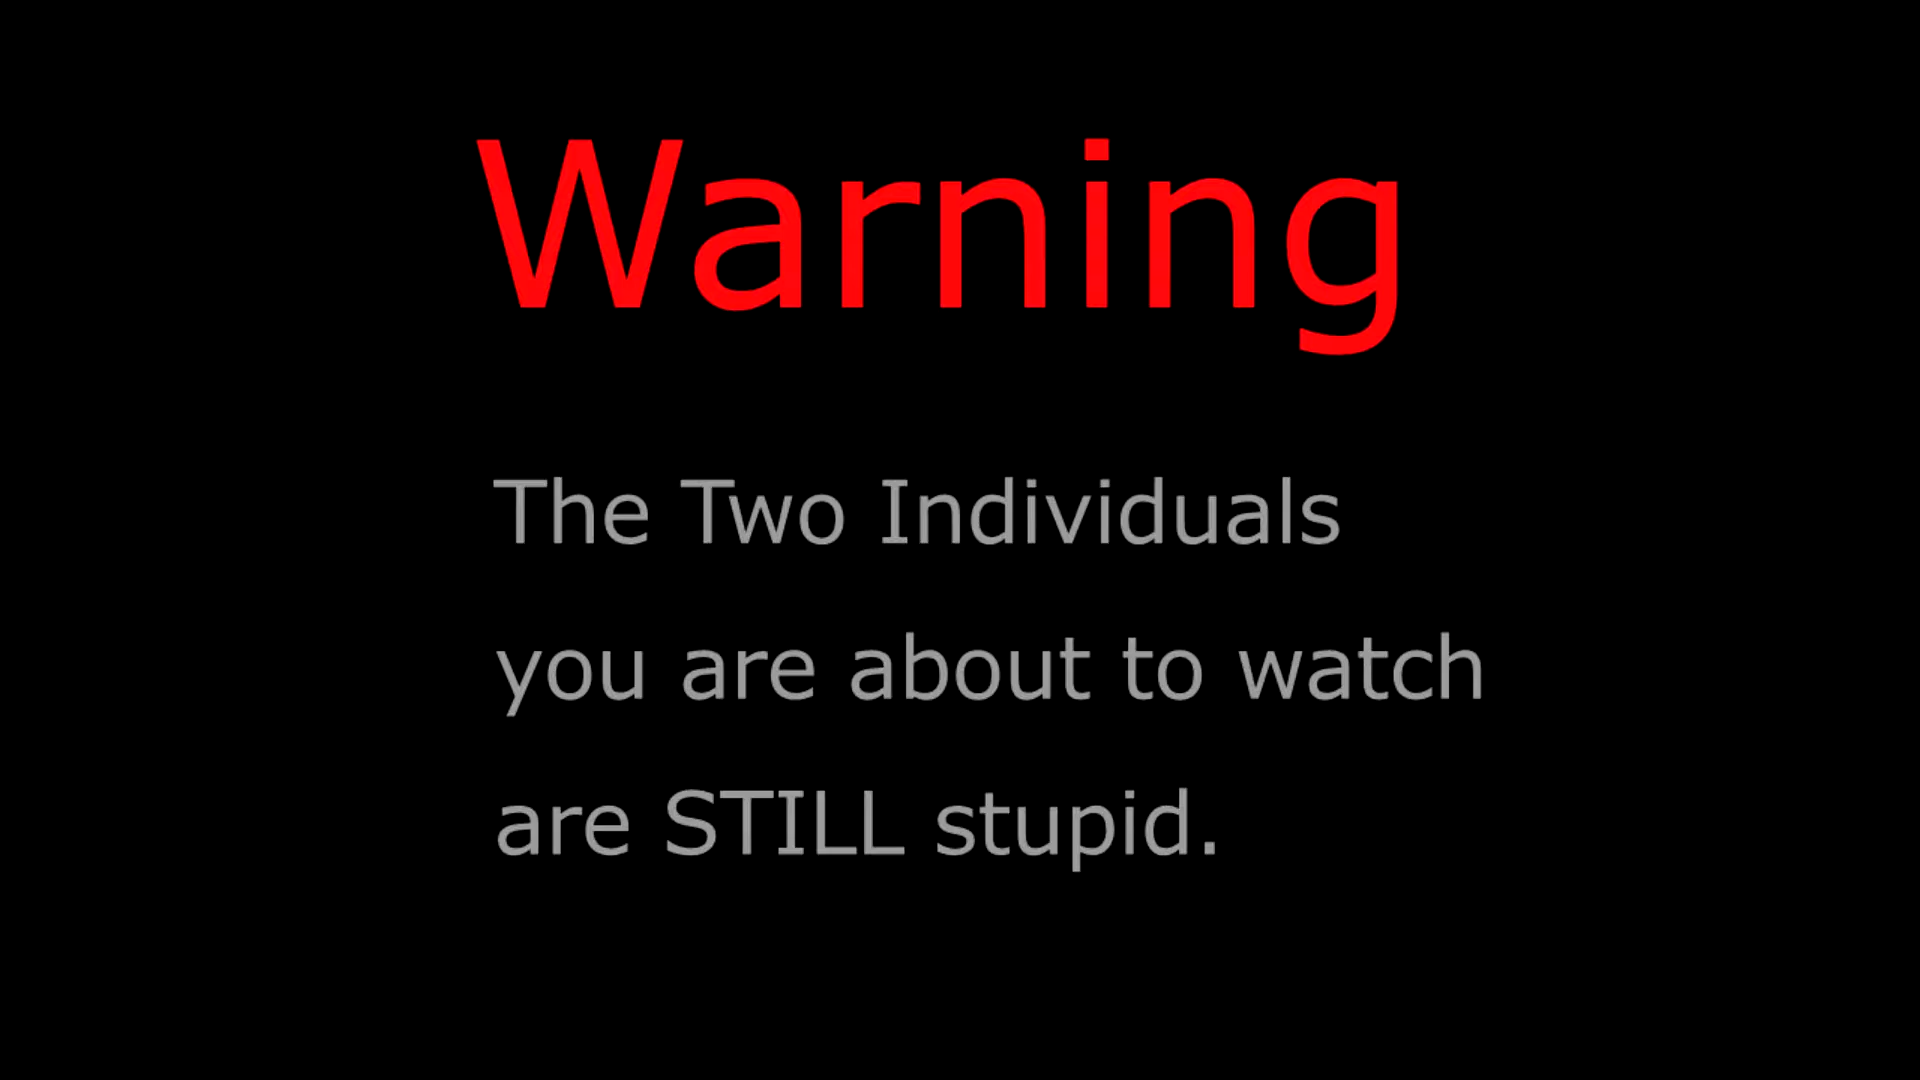 Warning
The Two Individuals
you are about to watch
are STILL stupid.